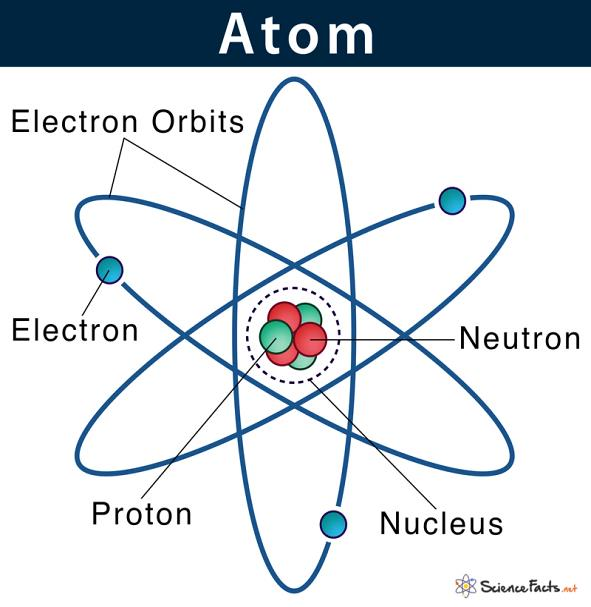 Atom
Electron Orbits
Electron
Neutron
Proton
Nucleus
ScienceFacts.net